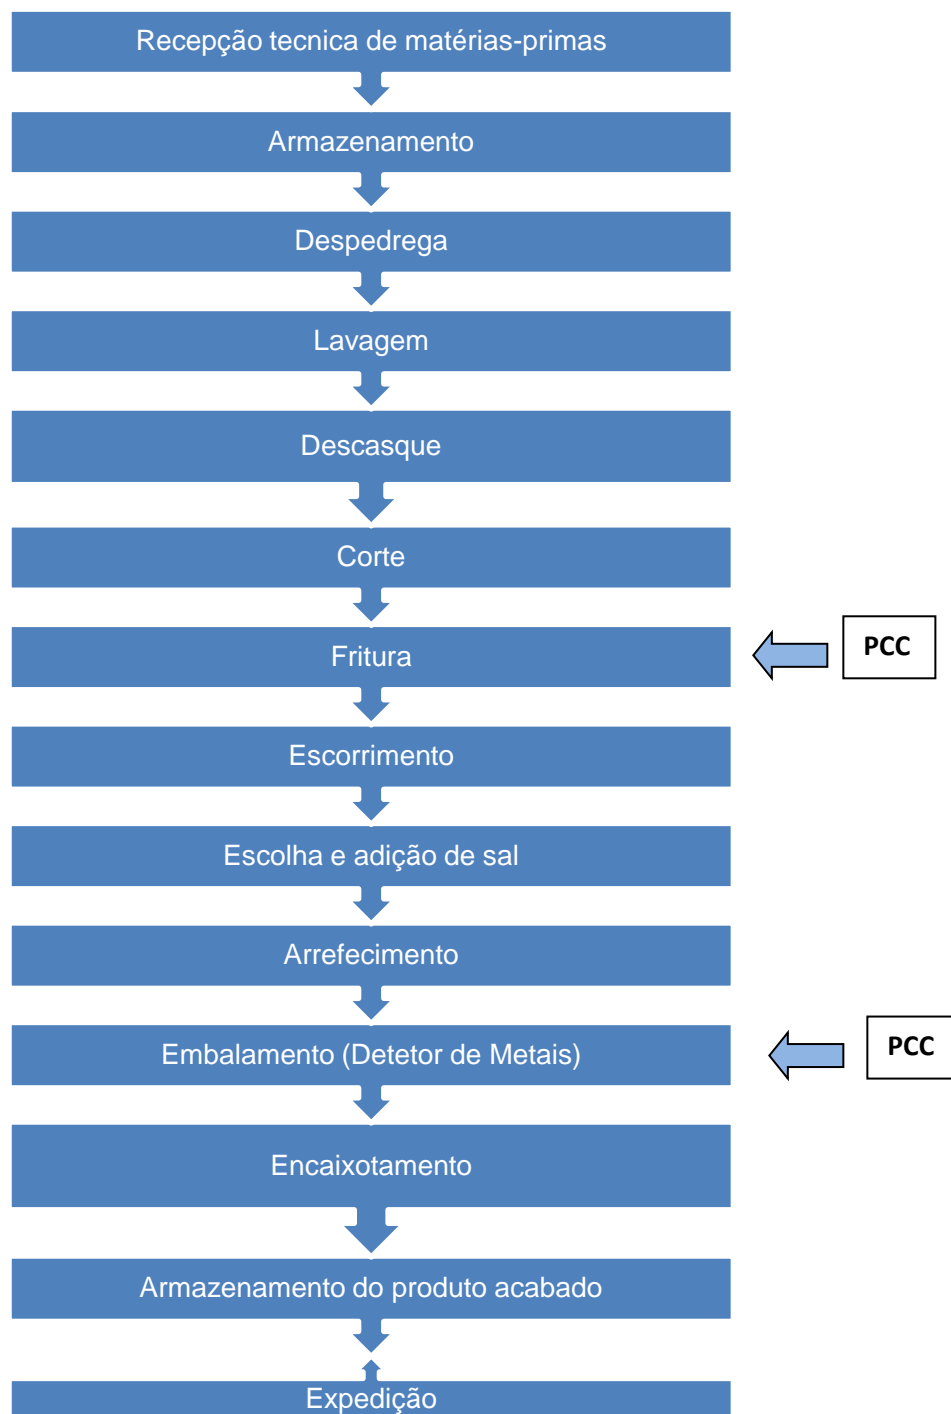 Recepção tecnica de matérias-primas
Armazenamento
Despedrega
Lavagem
Descasque
Corte
Fritura
PCC
Escorrimento
Escolha e adição de sal
Arrefecimento
Embalamento (Detetor de Metais)
PCC
Encaixotamento
Armazenamento do produto acabado
Expedição